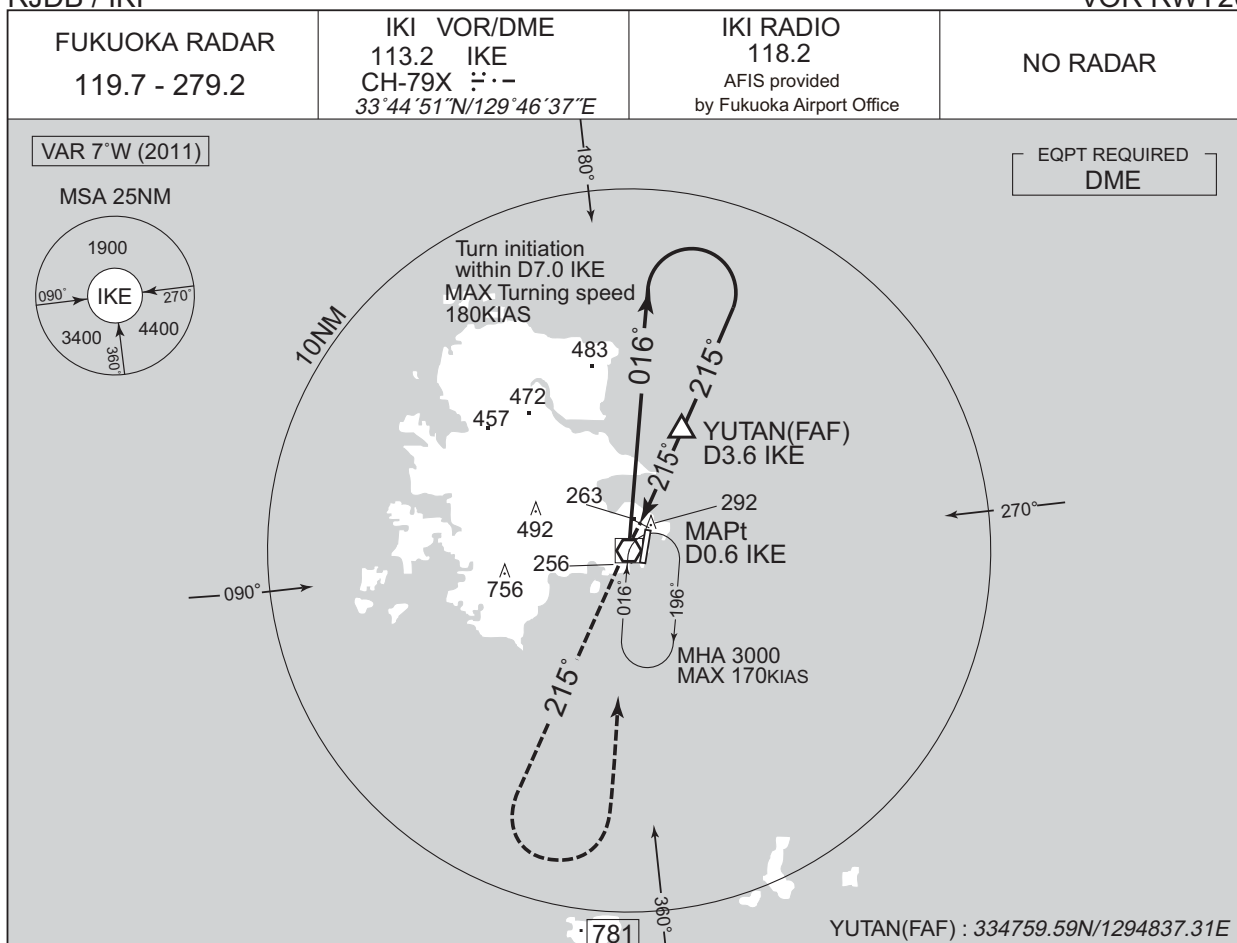 RJDB / IKI
VOR RWY20
FUKUOKA RADAR
119.7 - 279.2
IKI VOR/DME
113.2 IKE
CH-79X
33°44´51˝N/129°46´37˝E
IKI RADIO
118.2
AFIS provided
by Fukuoka Airport Office
NO RADAR
VAR 7˚W (2011)
MSA 25NM
1900
090˚
IKE
270˚
3400
4400
360˚
180˚
EQPT REQUIRED
DME
Turn initiation
within D7.0 IKE
MAX Turning speed
180KIAS
10NM
483
016˚
215˚
472
457
YUTAN(FAF)
D3.6 IKE
215˚
263
292
492
MAPt
D0.6 IKE
270˚
256
756
090˚
016˚
196˚
MHA 3000
MAX 170KIAS
215˚
360˚
781
YUTAN(FAF) : 334759.59N/1294837.31E